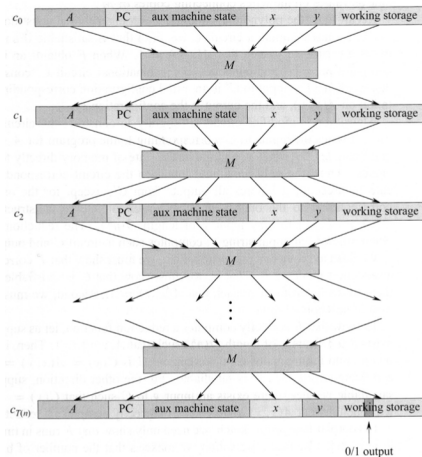 c0 A PC aux machine state x y working storage
M
c1 A PC aux machine state x y working storage
M
c2 A PC aux machine state x y working storage
M
M
cT(n) A PC aux machine state x y working storage
0/1 output